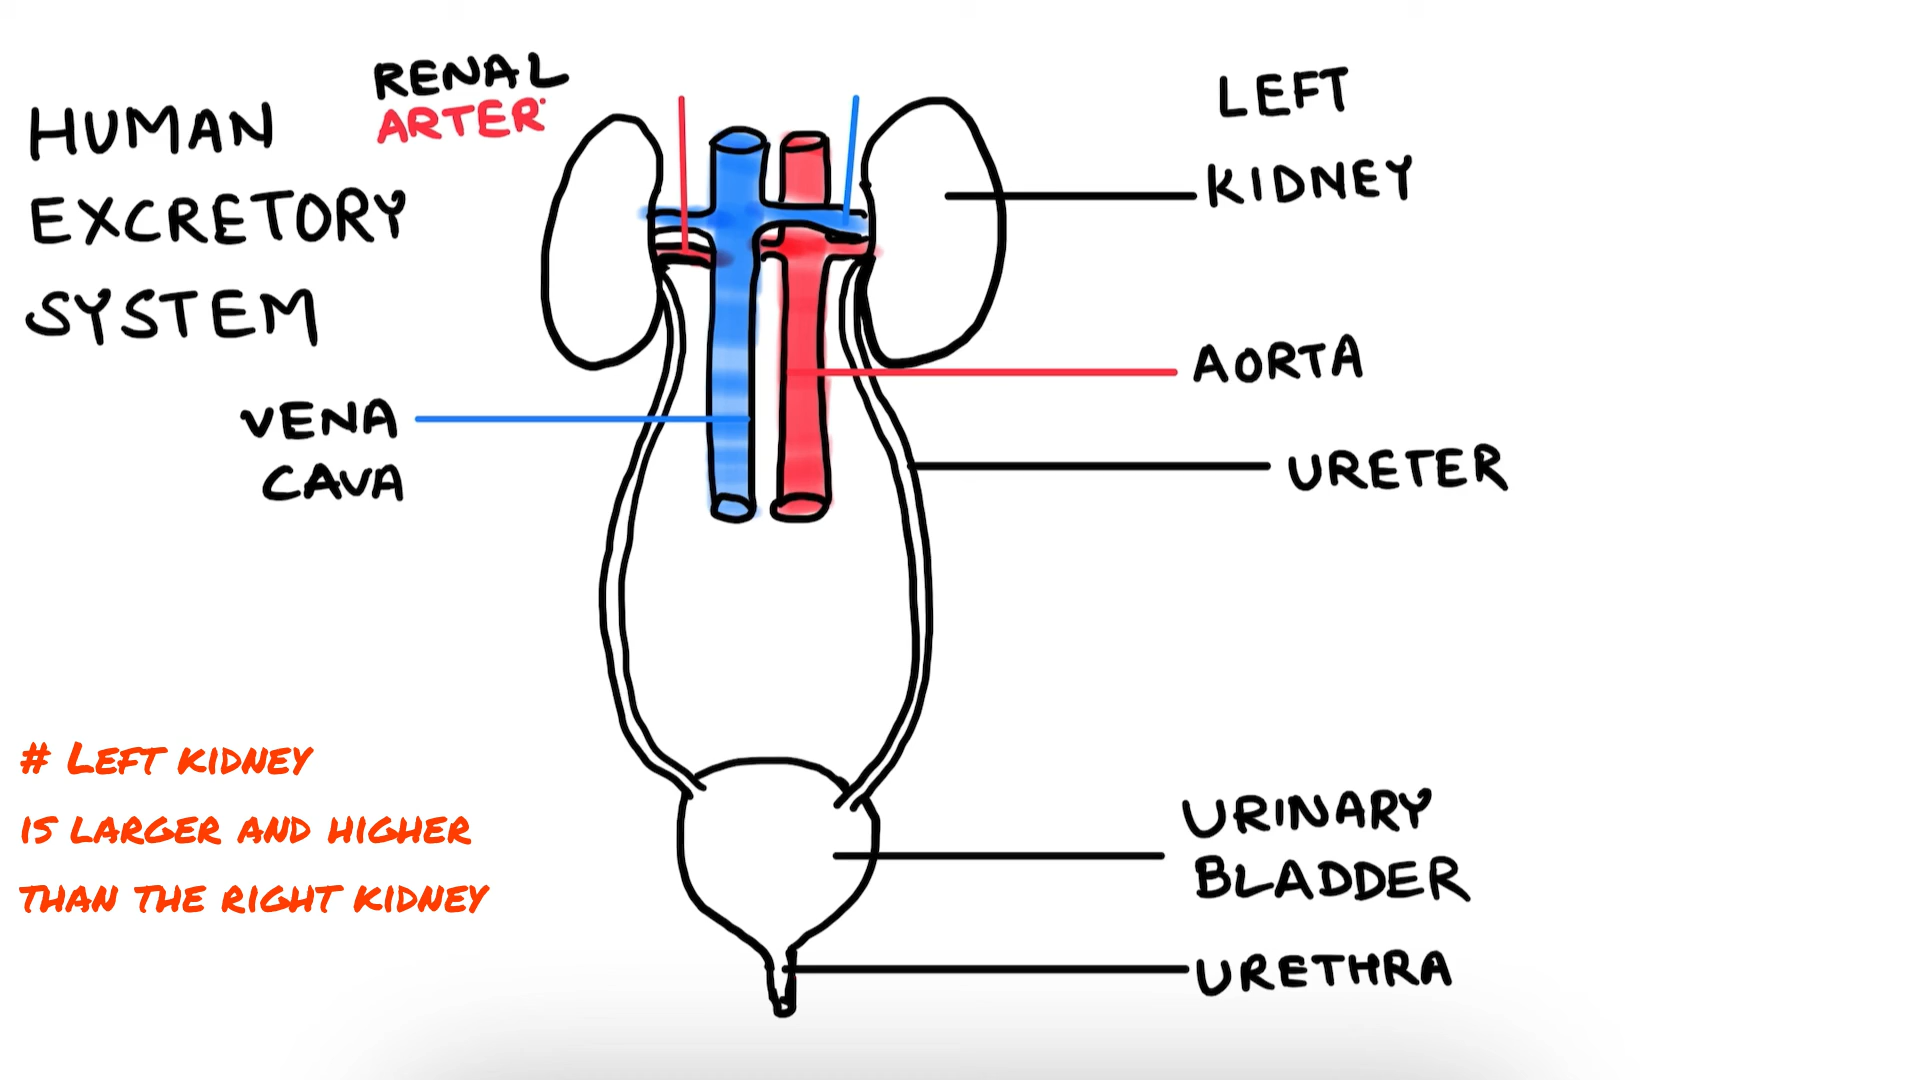 HUMAN
EXCRETORY
SYSTEM
RENAL
ARTER
LEFT
KIDNEY
AORTA
VENA
CAVA
URETER
# LEFT KIDNEY
IS LARGER AND HIGHER
THAN THE RIGHT KIDNEY
URINARY
BLADDER
URETHRA